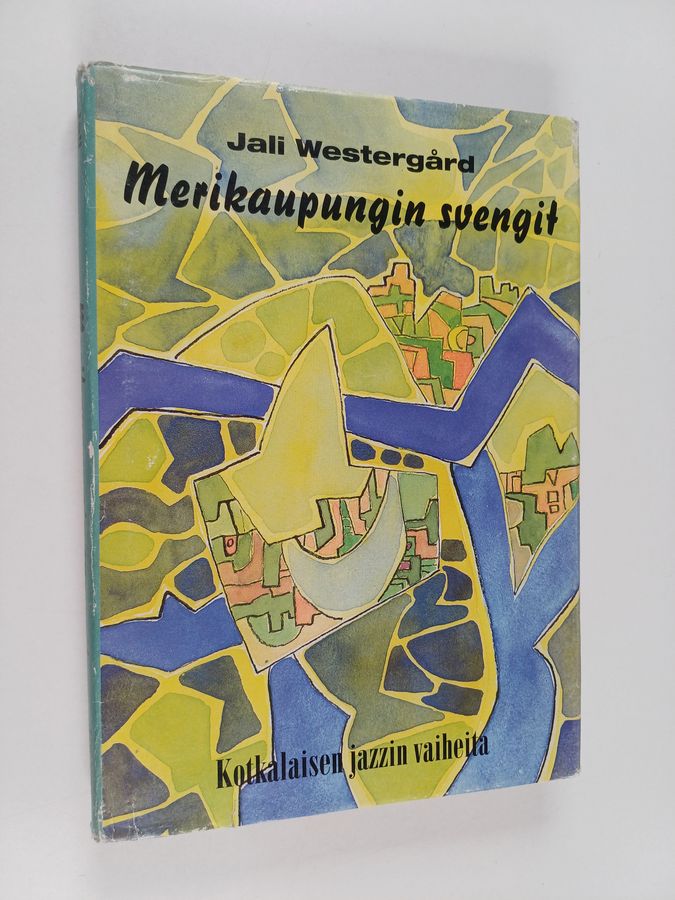 Jali Westergård
Merikaupungin svengit
Kotkalaisen jazzin vaiheita